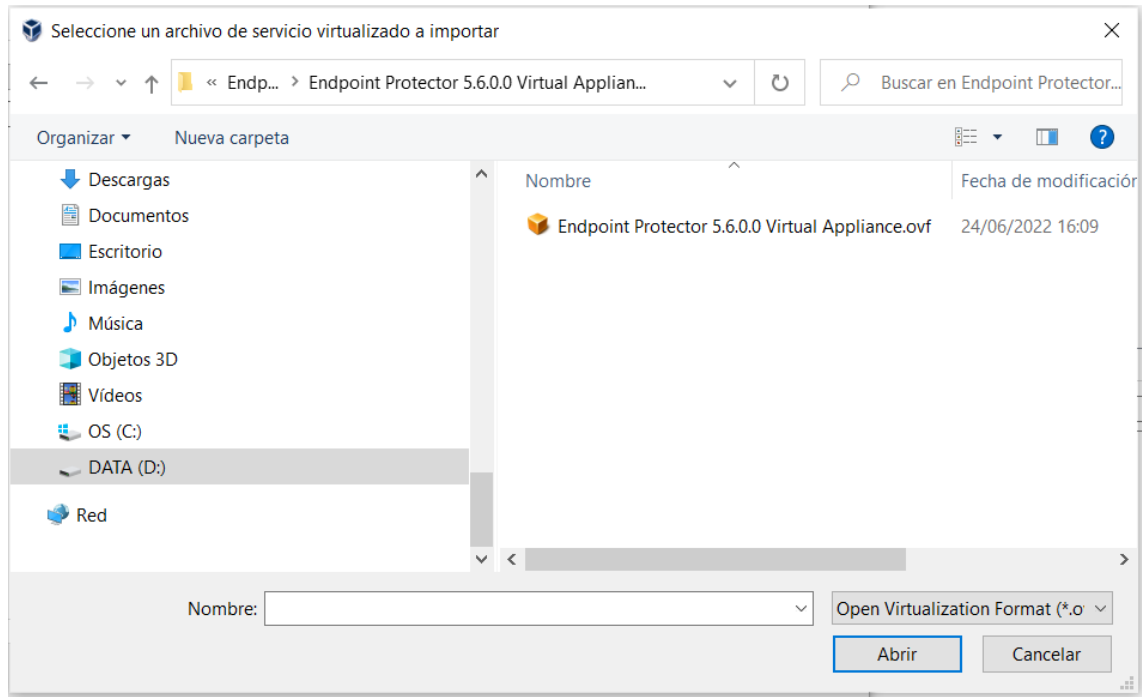 Seleccione un archivo de servicio virtualizado a importar
« Endp... > Endpoint Protector 5.6.0.0 Virtual Applian...
Buscar en Endpoint Protector...
Organizar
Nueva carpeta
Descargas
Documentos
Escritorio
Imágenes
Música
Objetos 3D
Vídeos
OS (C:)
DATA (D:)
Red
Nombre
Fecha de modificación
Endpoint Protector 5.6.0.0 Virtual Appliance.ovf
24/06/2022 16:09
Nombre:
Open Virtualization Format (*.o
Abrir
Cancelar